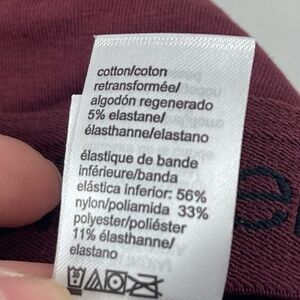 cotton/coton
retransformée/
algodón regenerado
5% elastane/
élasthanne/elastano
élastique de bande
inférieure/banda
elástica inferior: 56%
nylon/poliamida 33%
polyester/poliéster
11% élasthanne/
elastano
e